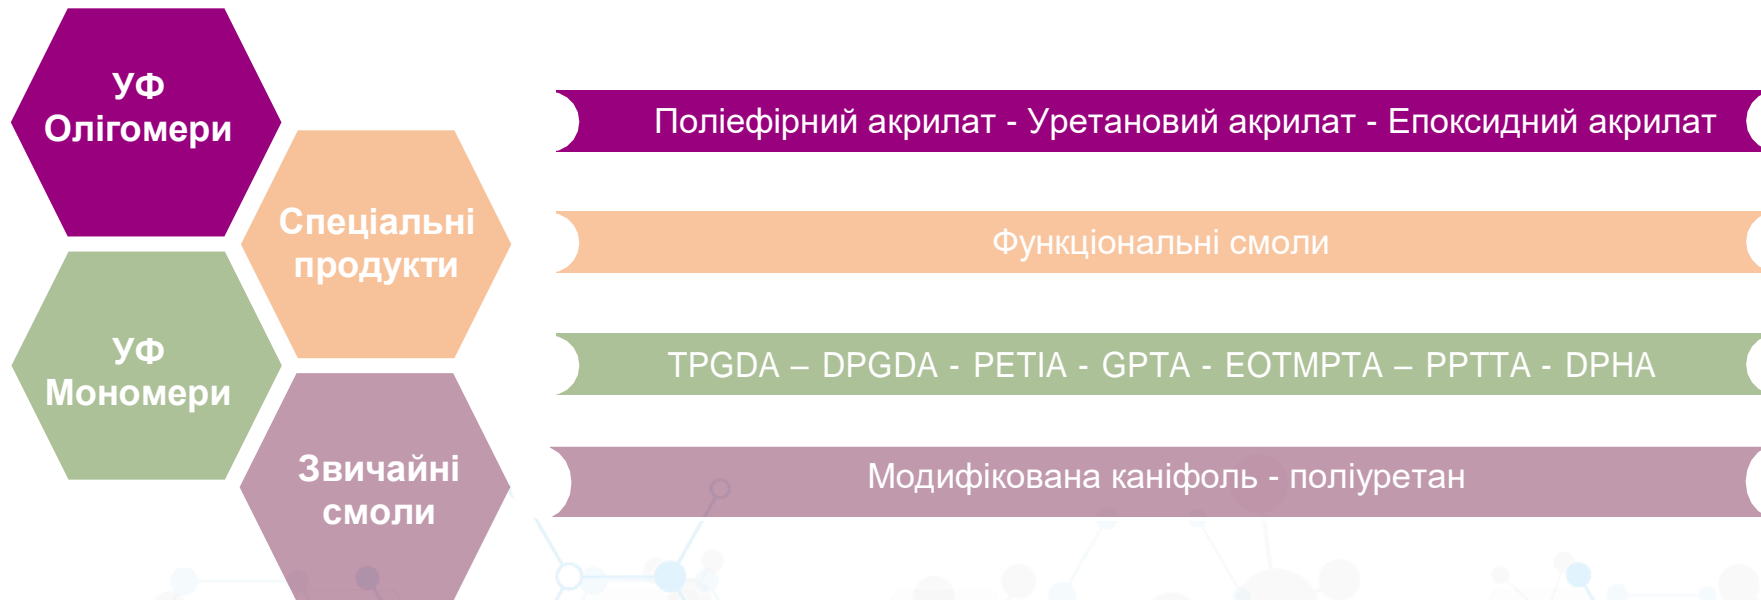 УФ
Олігомери
Поліефірний акрилат - Уретановий акрилат - Епоксидний акрилат
Спеціальні
продукти
Функціональні смоли
УФ
Мономери
TPGDA – DPGDA - PETIA - GPTA - EOTMPTA – PPTTA - DPHA
Звичайні
смоли
Модифікована каніфоль - поліуретан